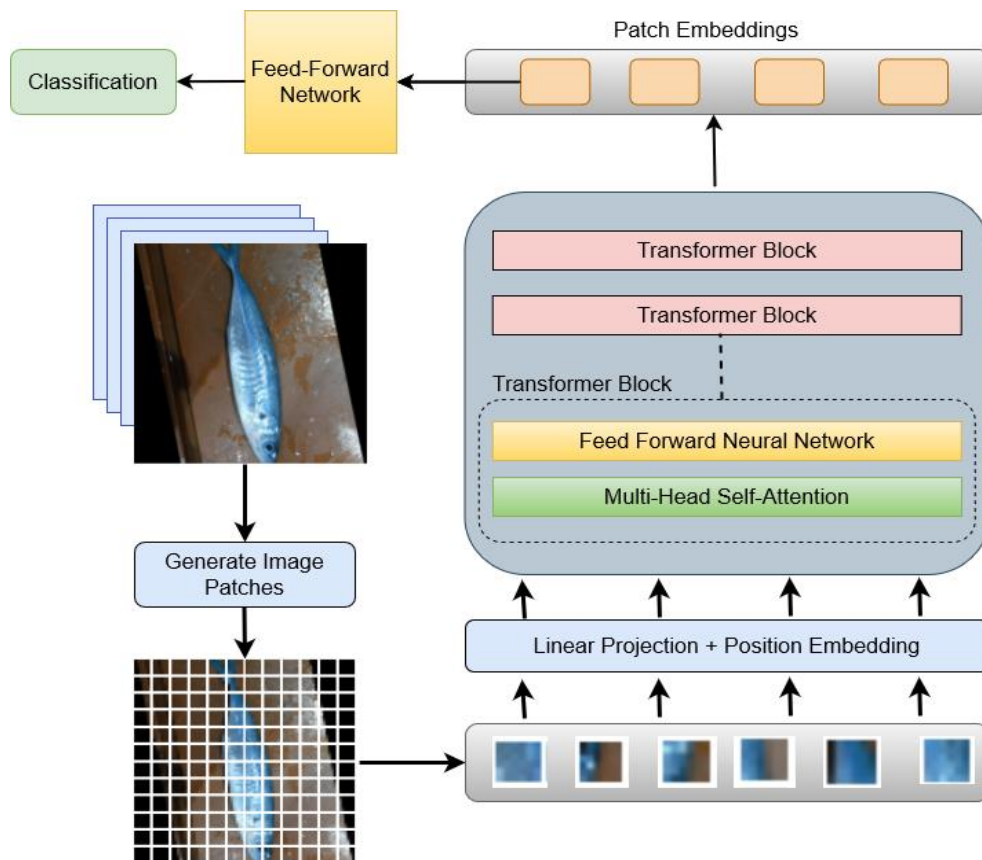 Patch Embeddings
Classification
Feed-Forward
Network
Transformer Block
Transformer Block
Transformer Block
Feed Forward Neural Network
Multi-Head Self-Attention
Generate Image
Patches
Linear Projection + Position Embedding